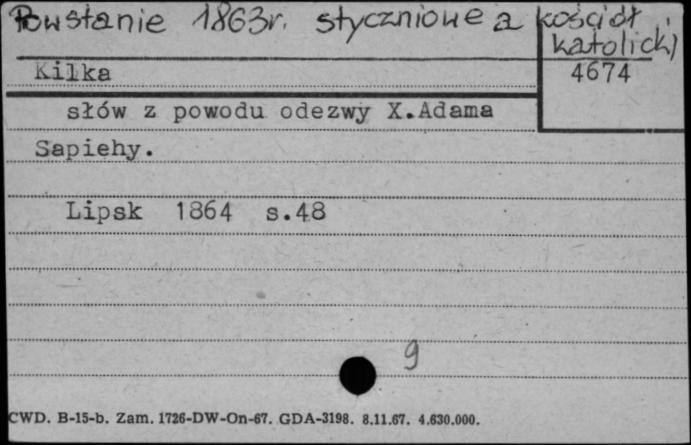 Powstanie 1863r. styczniowe a kościół
katolicki
Kilka
4674
słów z powodu odezwy X.Adama
Sapiehy.
Lipsk 1864 s.48
9
CWD. B-15-b. Zam. 1726-DW-On-67. GDA-3198. 8.11.67. 4.630.000.